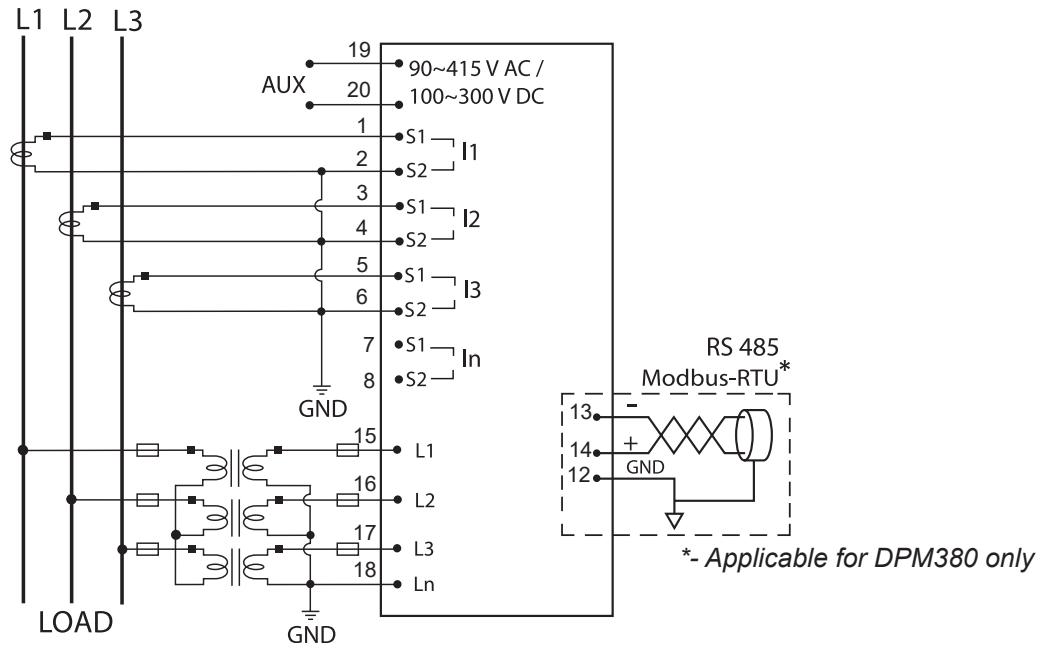 L1 L2 L3
AUX
19
90~415 V AC /
20
100~300 V DC
1
S1
I1
2
S2
3
S1
I2
4
S2
5
S1
I3
6
S2
7
S1
In
8
S2
GND
RS 485
Modbus-RTU*
13
-
14
+
12
GND
15
L1
16
L2
17
L3
18
Ln
*- Applicable for DPM380 only
LOAD
GND